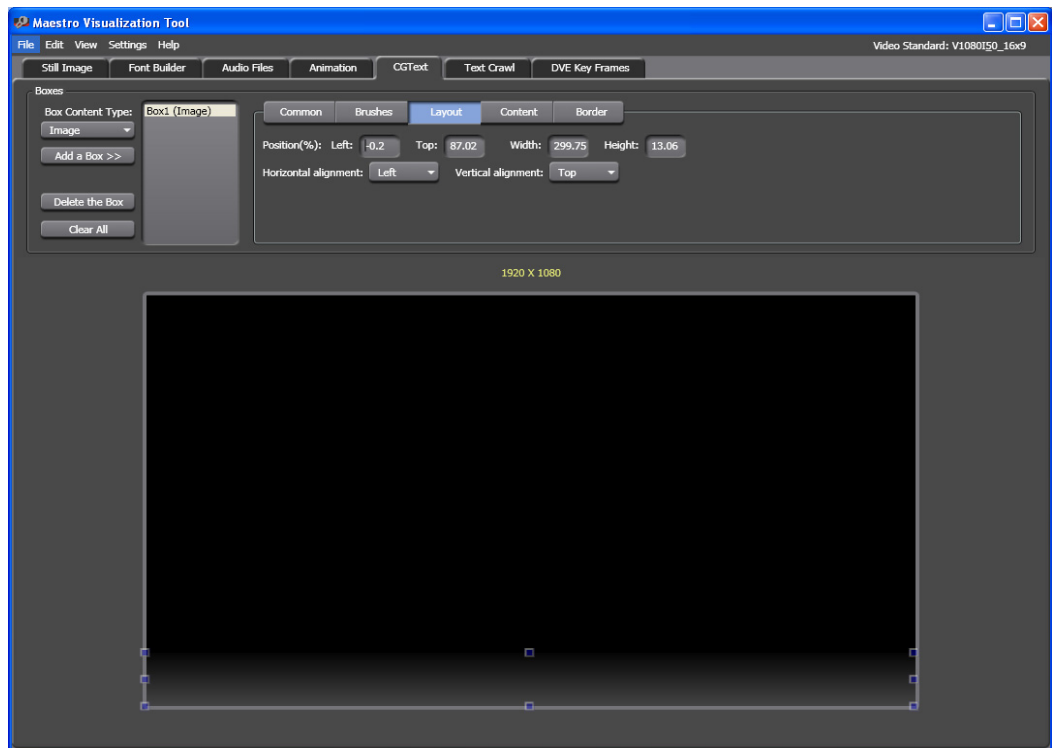 Maestro Visualization Tool
File Edit View Settings Help Video Standard: V1080I50_16x9
Still Image Font Builder Audio Files Animation CGText Text Crawl DVE Key Frames
Boxes
Box Content Type: Box1 (Image) Common Brushes Layout Content Border
Image
Position(%): Left: -0.2 Top: 87.02 Width: 299.75 Height: 13.06
Add a Box >>
Horizontal alignment: Left Vertical alignment: Top
Delete the Box
Clear All
1920 X 1080